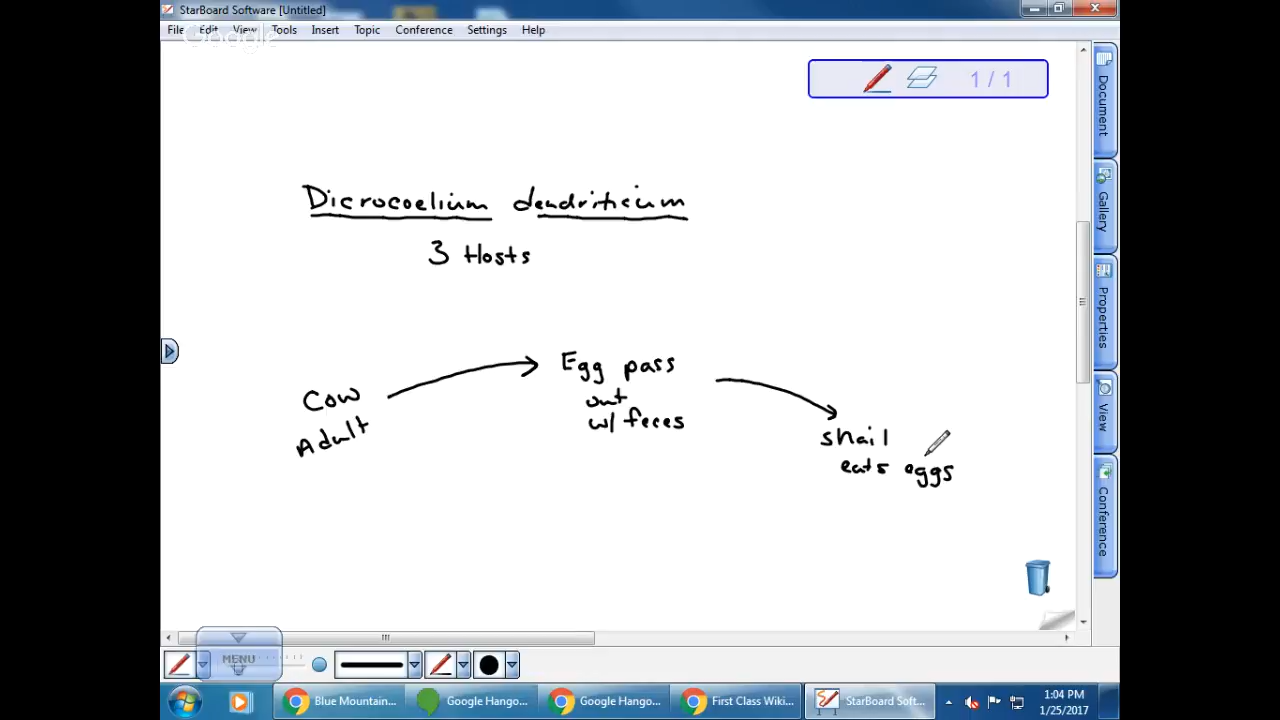 StarBoard Software [Untitled]
File Edit View Tools Insert Topic Conference Settings Help
Google
1 / 1
Document
Gallery
Properties
View
Conference
Dicrocoelium dendriticium
3 Hosts
Egg pass
out
w/ feces
Cow
Adult
snail
eats eggs
MENU
Blue Mountain...
Google Hango...
Google Hango...
First Class Wiki...
StarBoard Soft...
1:04 PM
1/25/2017